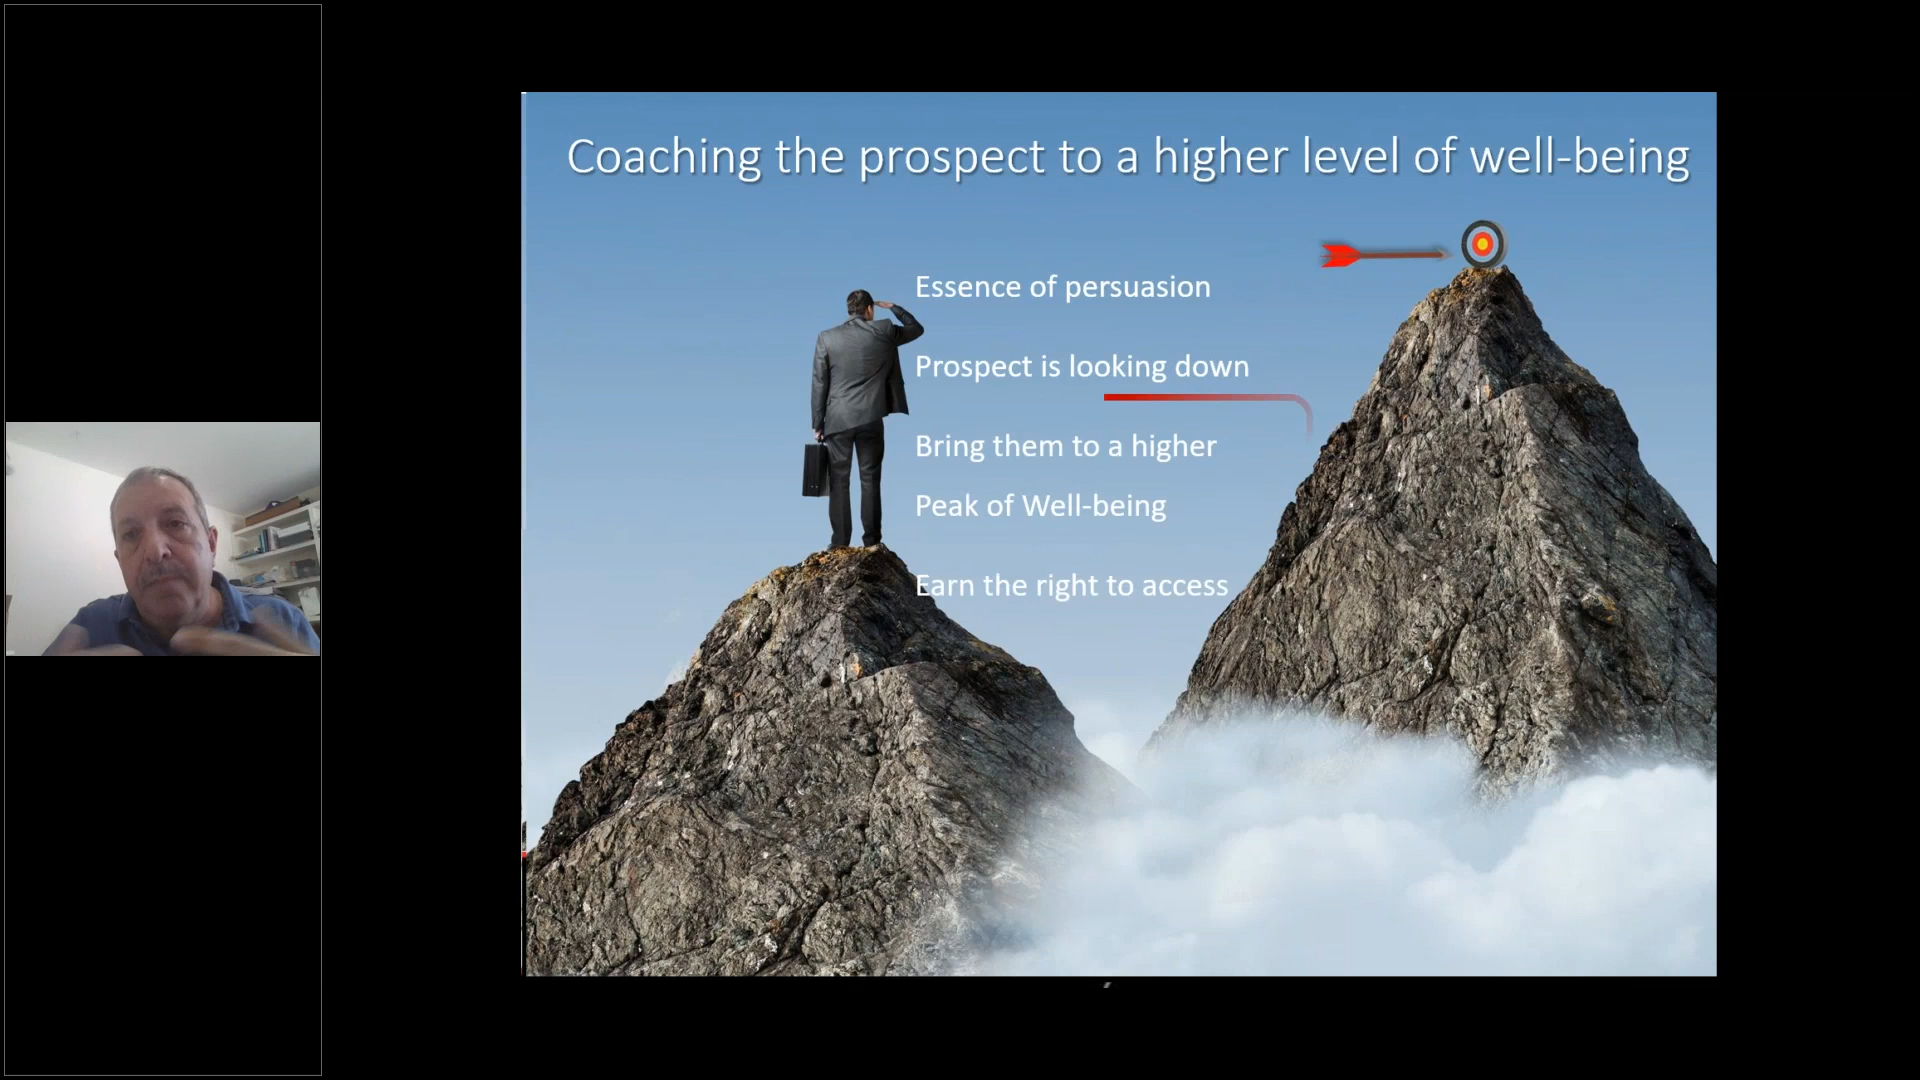 Coaching the prospect to a higher level of well-being
Essence of persuasion
Prospect is looking down
Bring them to a higher
Peak of Well-being
Earn the right to access